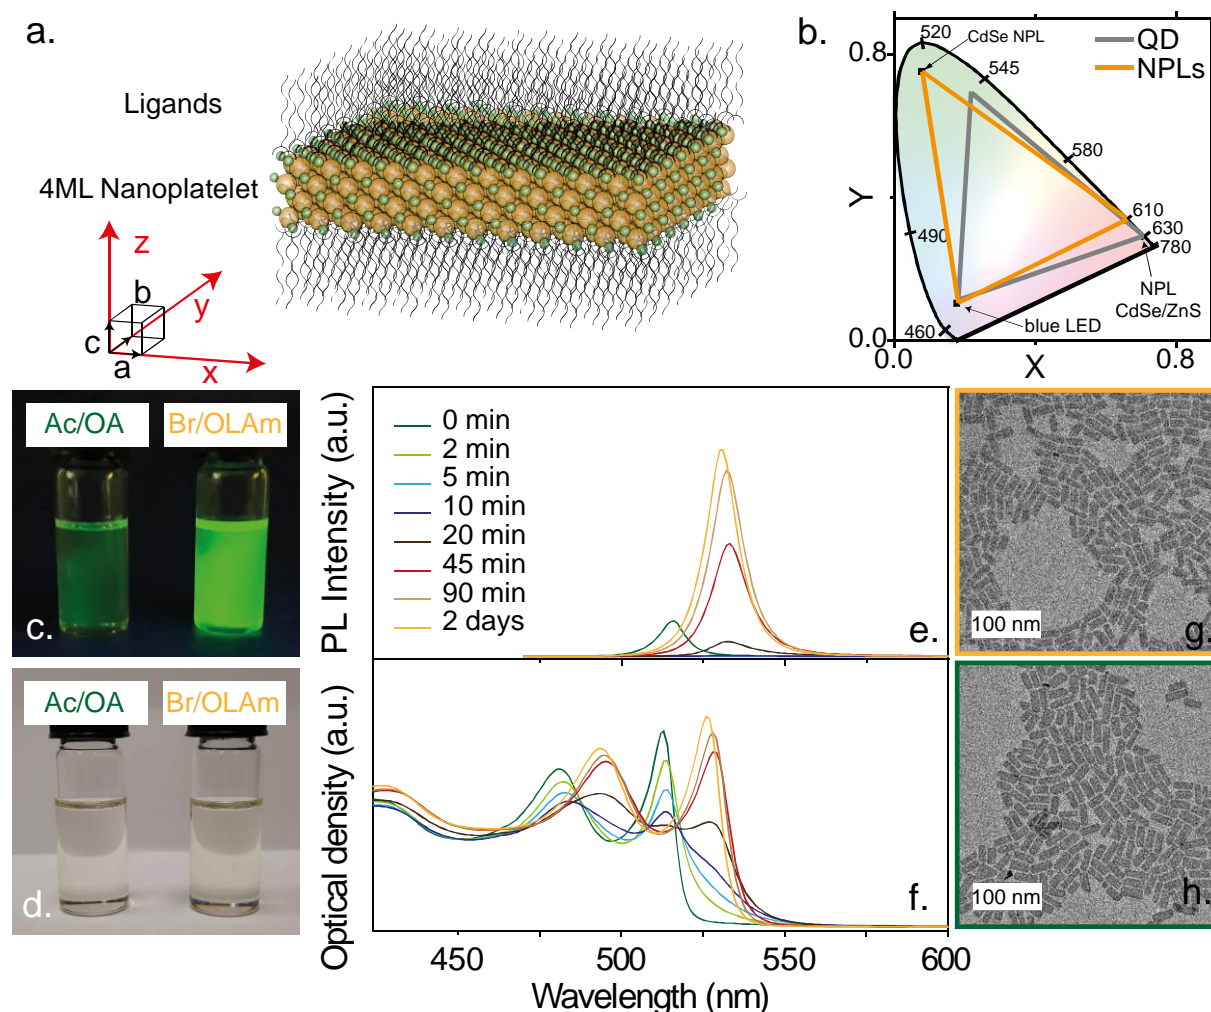 a.
Ligands
4ML Nanoplatelet
z
b
y
c
a
x
b.
520
CdSe NPL
545
QD
NPLs
0.8
580
Y
610
630
780
490
NPL
CdSe/ZnS
460
blue LED
0.0
0.0
X
0.8
Ac/OA
Br/OLAm
c.
Ac/OA
Br/OLAm
d.
PL Intensity (a.u.)
0 min
2 min
5 min
10 min
20 min
45 min
90 min
2 days
e.
Optical density (a.u.)
f.
450
500
550
600
Wavelength (nm)
100 nm
g.
100 nm
h.